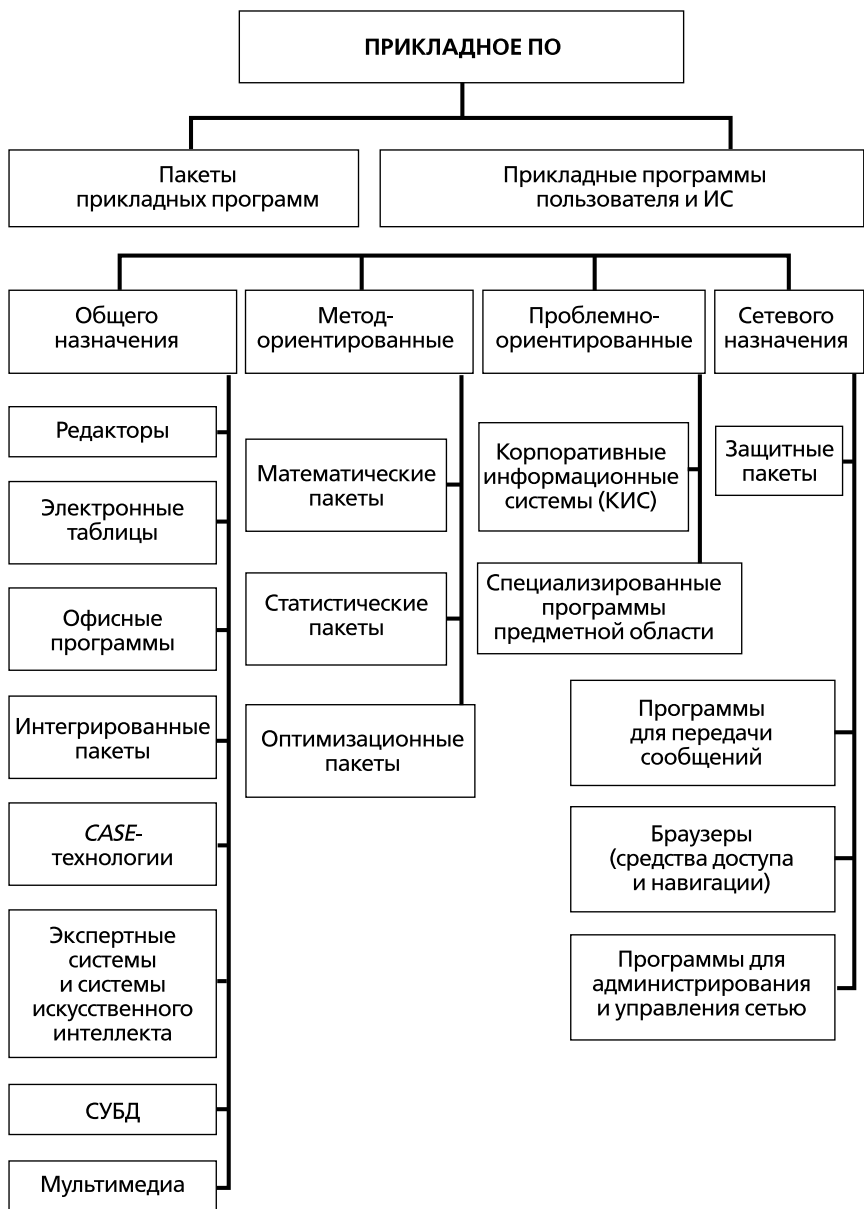 ПРИКЛАДНОЕ ПО
Пакеты
прикладных программ
Прикладные программы
пользователя и ИС
Общего
назначения
Метод-
ориентированные
Проблемно-
ориентированные
Сетевого
назначения
Редакторы
Электронные
таблицы
Офисные
программы
Интегрированные
пакеты
CASE-
технологии
Экспертные
системы
и системы
искусственного
интеллекта
СУБД
Мультимедиа
Математические
пакеты
Статистические
пакеты
Оптимизационные
пакеты
Корпоративные
информационные
системы (КИС)
Специализированные
программы
предметной области
Защитные
пакеты
Программы
для передачи
сообщений
Браузеры
(средства доступа
и навигации)
Программы для
администрирования
и управления сетью